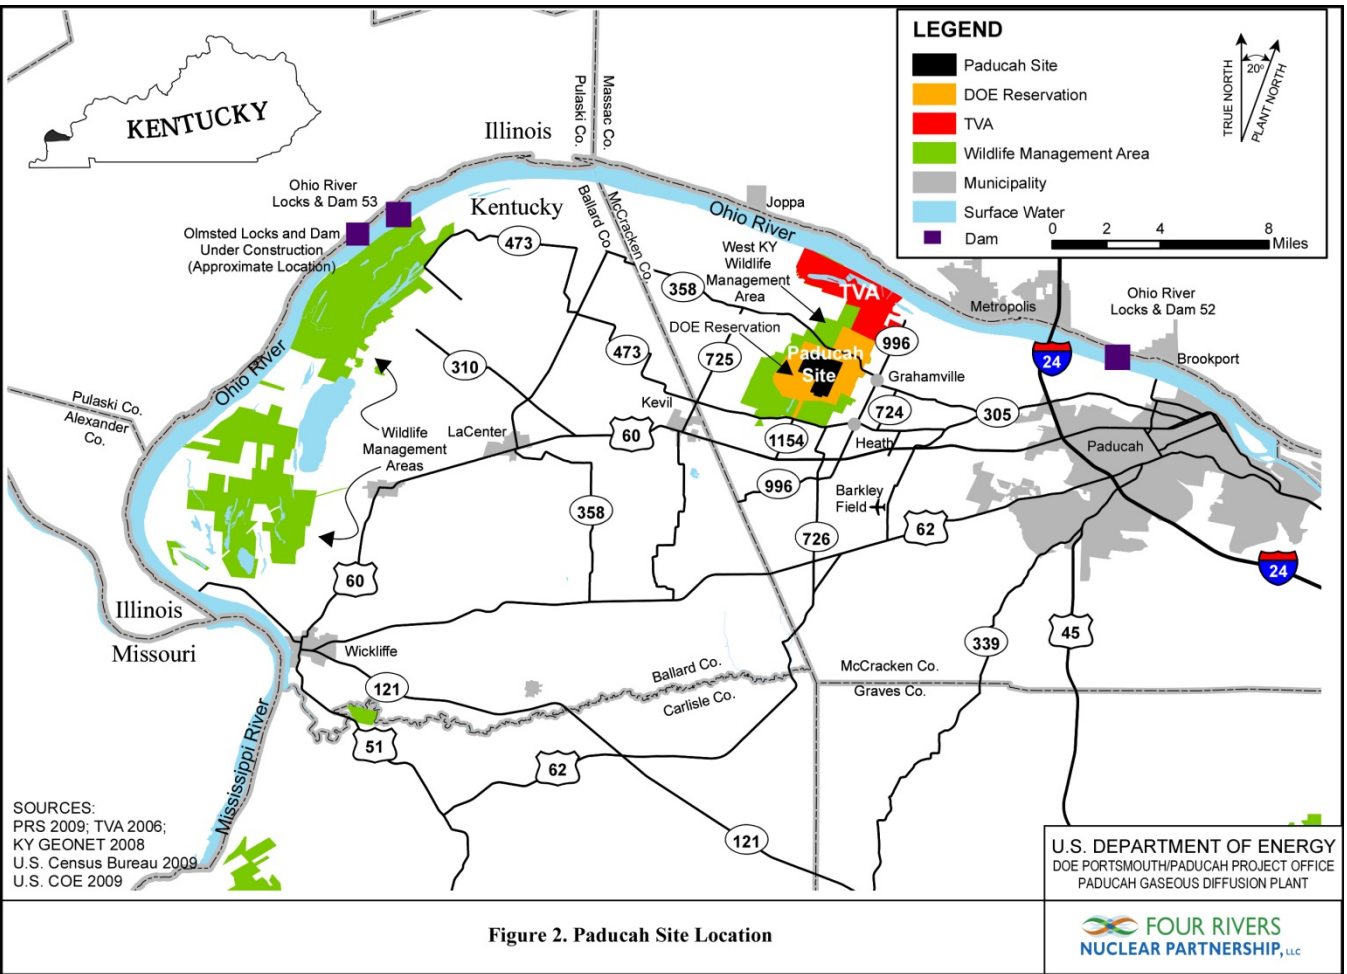 LEGEND
Paducah Site
DOE Reservation
TVA
Wildlife Management Area
Municipality
Surface Water
Dam
TRUE NORTH
20°
PLANT NORTH
0 2 4 8 Miles
KENTUCKY
Illinois
Pulaski Co.
Massac Co.
Ohio River
Locks & Dam 53
Olmsted Locks and Dam
Under Construction
(Approximate Location)
Kentucky
Ballard Co.
McCracken Co.
Ohio River
Joppa
West KY
Wildlife
Management
Area
TVA
473
358
DOE Reservation
Paducah
Site
996
Metropolis
Ohio River
Locks & Dam 52
Brookport
24
Ohio River
310
473
725
Grahamville
Pulaski Co.
Alexander
Co.
Wildlife
Management
Areas
LaCenter
Kevil
60
1154
724
Heath
305
Paducah
996
Barkley
Field
358
726
62
60
24
Illinois
Missouri
Wickliffe
121
Ballard Co.
Carlisle Co.
McCracken Co.
Graves Co.
339
45
51
62
121
Mississippi River
SOURCES:
PRS 2009; TVA 2006;
KY GEONET 2008
U.S. Census Bureau 2009
U.S. COE 2009
U.S. DEPARTMENT OF ENERGY
DOE PORTSMOUTH/PADUCAH PROJECT OFFICE
PADUCAH GASEOUS DIFFUSION PLANT
Figure 2. Paducah Site Location
FOUR RIVERS
NUCLEAR PARTNERSHIP, LLC